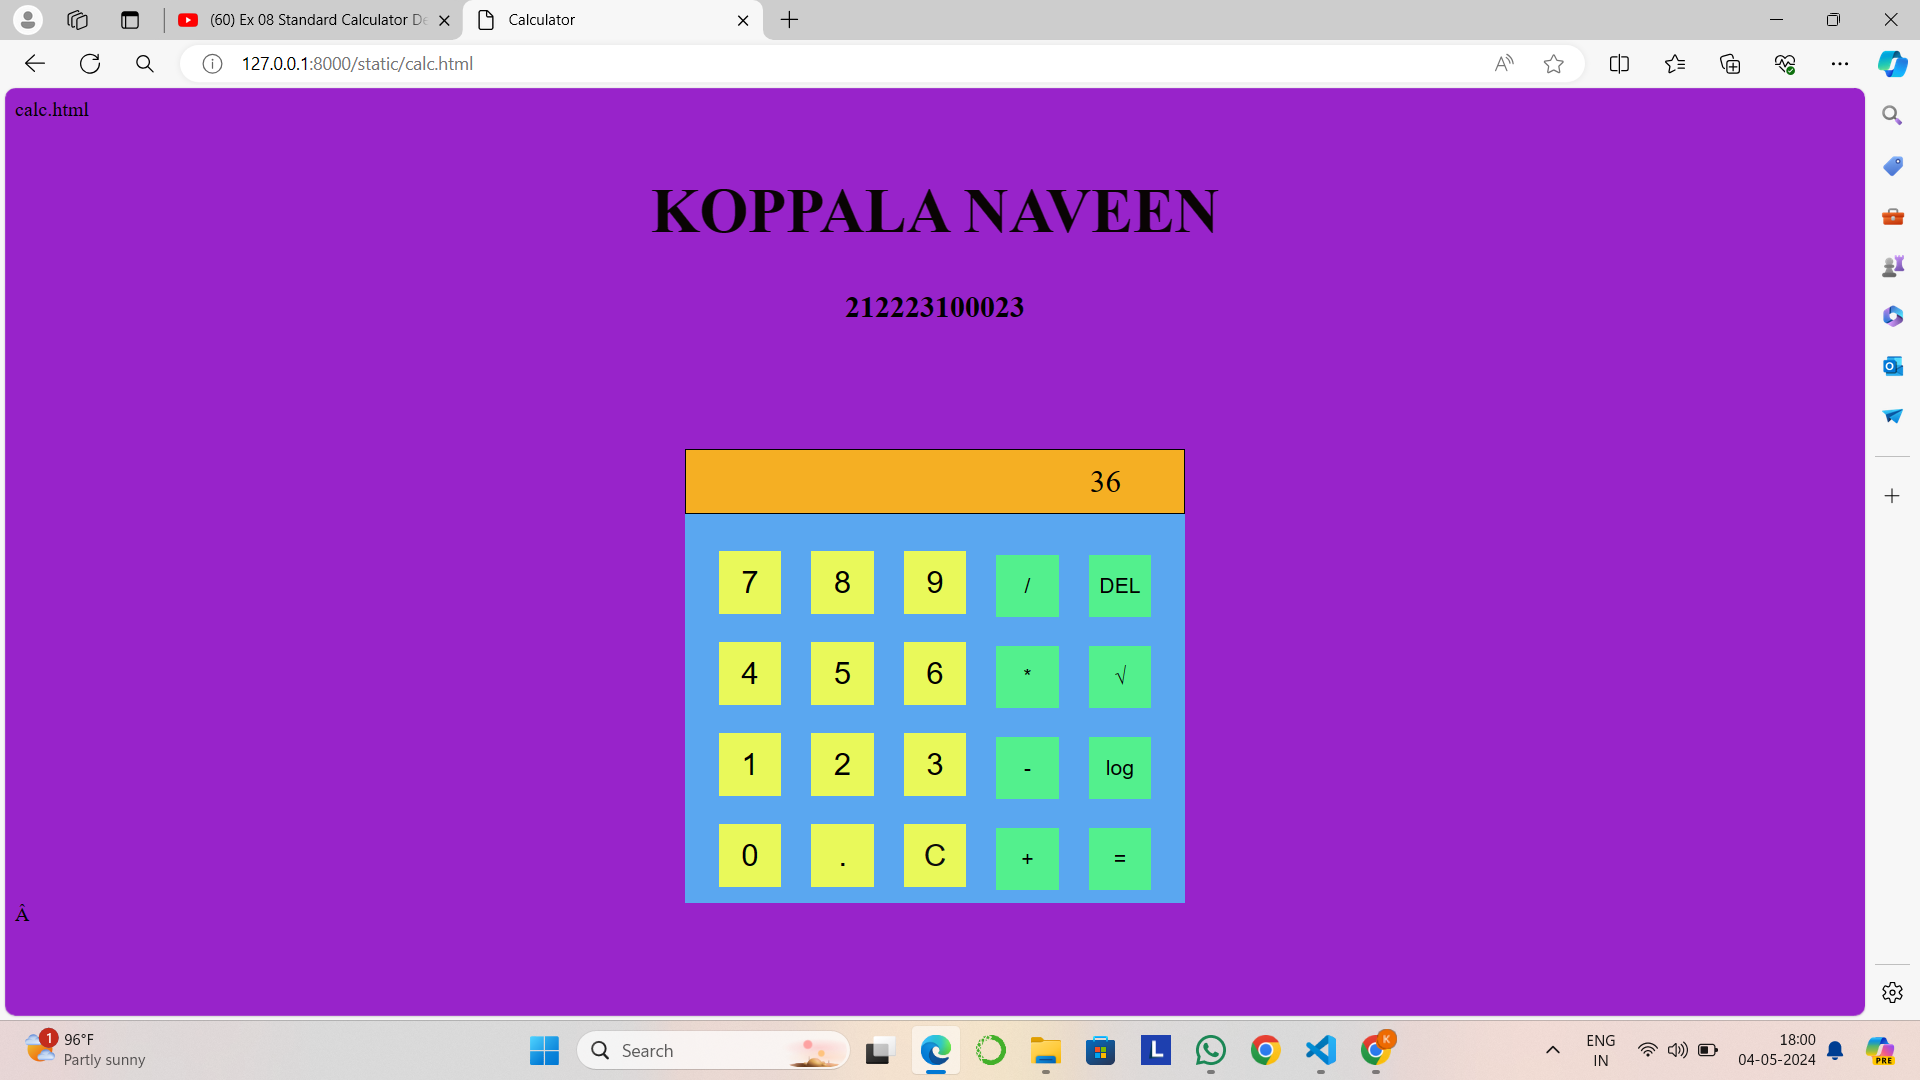 (60) Ex 08 Standard Calculator De
Calculator
127.0.0.1:8000/static/calc.html
calc.html
KOPPALA NAVEEN
212223100023
36
7 8 9 / DEL
4 5 6 * √
1 2 3 - log
0 . C + =
Â
1
96°F
Partly sunny
Search
L
K
ENG
IN
18:00
04-05-2024
PRE